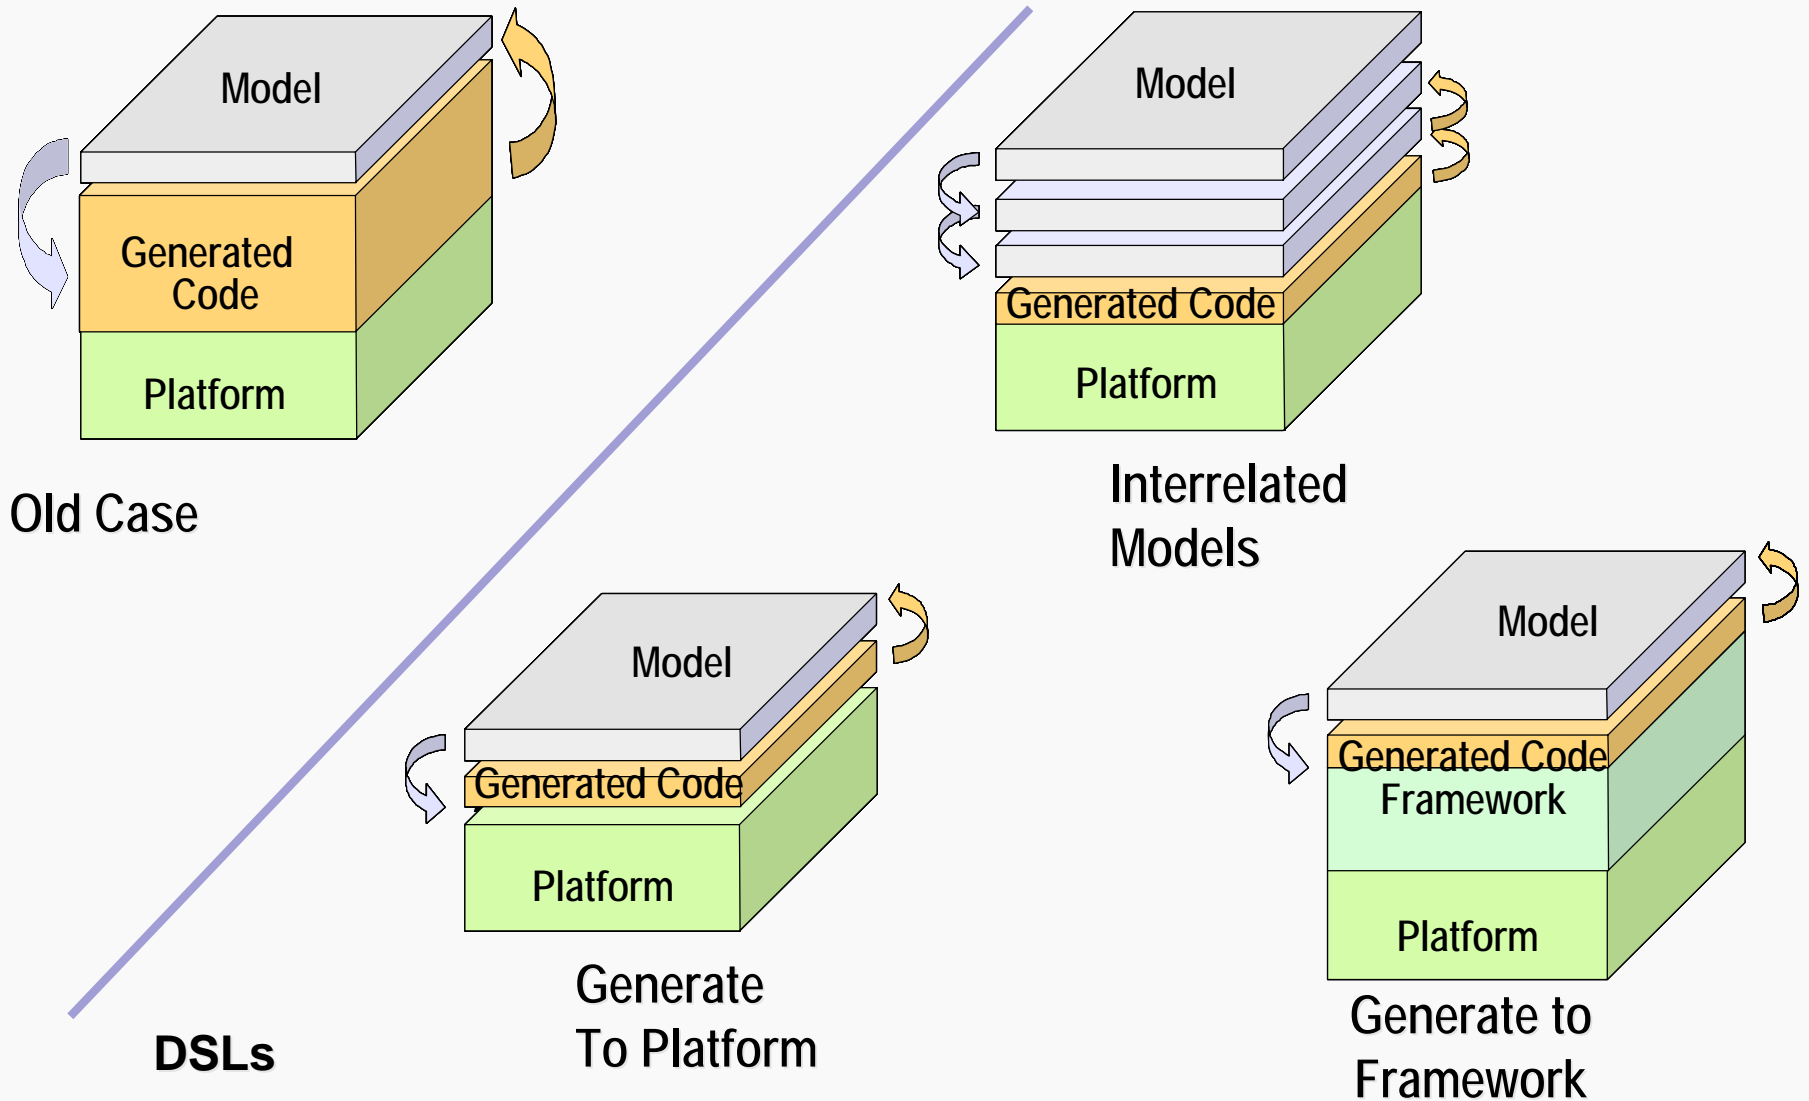 Model
Generated
Code
Platform
Old Case
Model
Generated Code
Platform
Interrelated
Models
Model
Generated Code
Platform
Generate
To Platform
Model
Generated Code
Framework
Platform
Generate to
Framework
DSLs